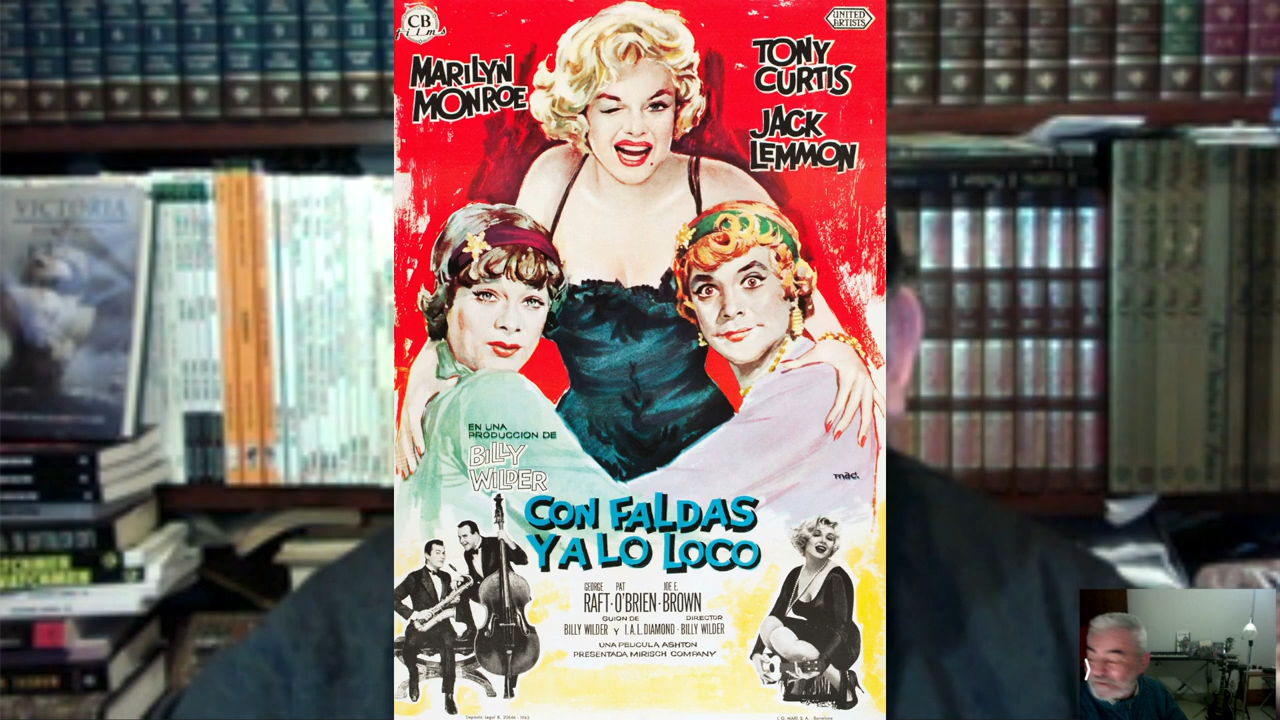 CB
films
UNITED
ARTISTS
MARILYN
MONROE
TONY
CURTIS
JACK
LEMMON
VICTORIA
EN UNA
PRODUCCION DE
BILLY
WILDER
mac.
CON FALDAS
Y A LO LOCO
GEORGE PAT JOE E.
RAFT · O'BRIEN · BROWN
GUION DE DIRECTOR
BILLY WILDER Y I.A.L. DIAMOND · BILLY WILDER
UNA PELICULA ASHTON
PRESENTADA MIRISCH COMPANY